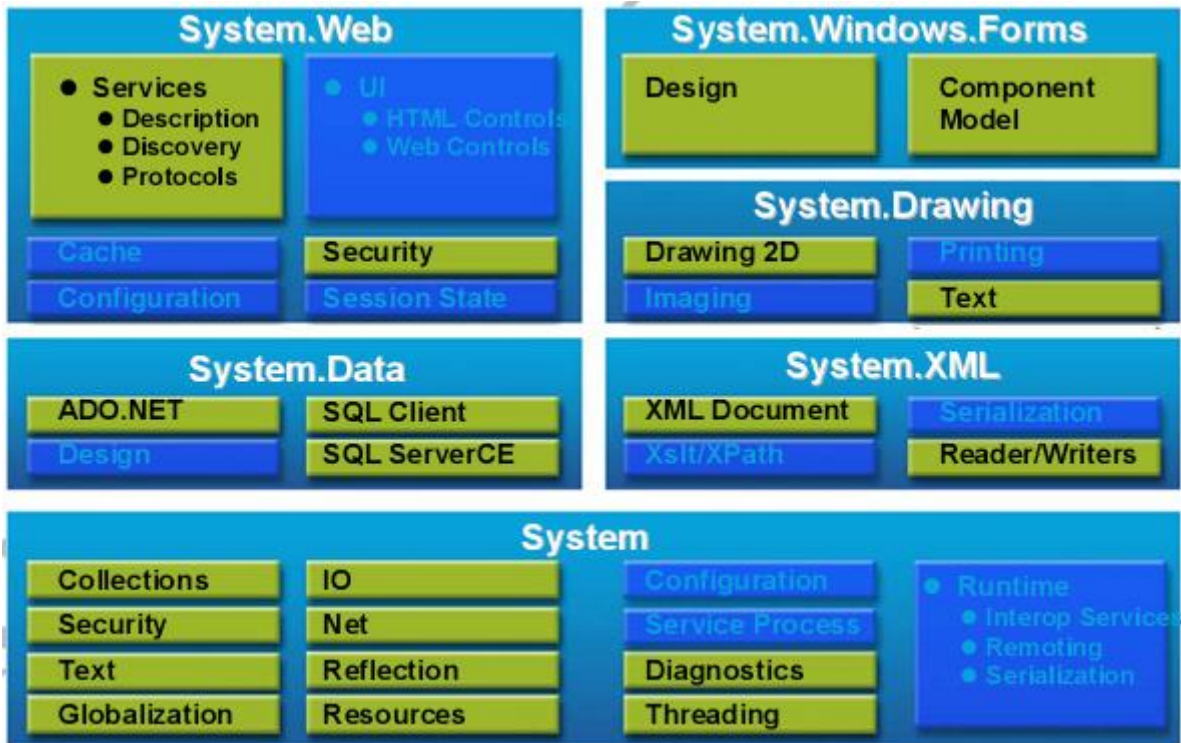 System.Web
● Services
● Description
● Discovery
● Protocols
● UI
● HTML Controls
● Web Controls
Cache
Security
Configuration
Session State
System.Windows.Forms
Design
Component
Model
System.Drawing
Drawing 2D
Printing
Imaging
Text
System.Data
ADO.NET
SQL Client
Design
SQL ServerCE
System.XML
XML Document
Serialization
Xslt/XPath
Reader/Writers
System
Collections
IO
Configuration
Security
Net
Service Process
Text
Reflection
Diagnostics
Globalization
Resources
Threading
● Runtime
● Interop Services
● Remoting
● Serialization